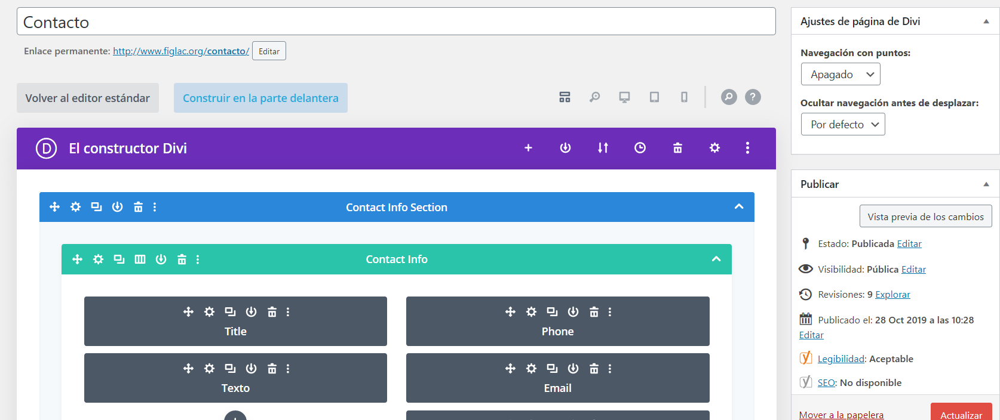 Contacto
Enlace permanente: http://www.figlac.org/contacto/ Editar
Volver al editor estándar
Construir en la parte delantera
?
D El constructor Divi
Contact Info Section
Contact Info
Title
Phone
Texto
Email
Ajustes de página de Divi
Navegación con puntos:
Apagado
Ocultar navegación antes de desplazar:
Por defecto
Publicar
Vista previa de los cambios
Estado: Publicada Editar
Visibilidad: Pública Editar
Revisiones: 9 Explorar
Publicado el: 28 Oct 2019 a las 10:28
Editar
Legibilidad: Aceptable
SEO: No disponible
Mover a la papelera
Actualizar